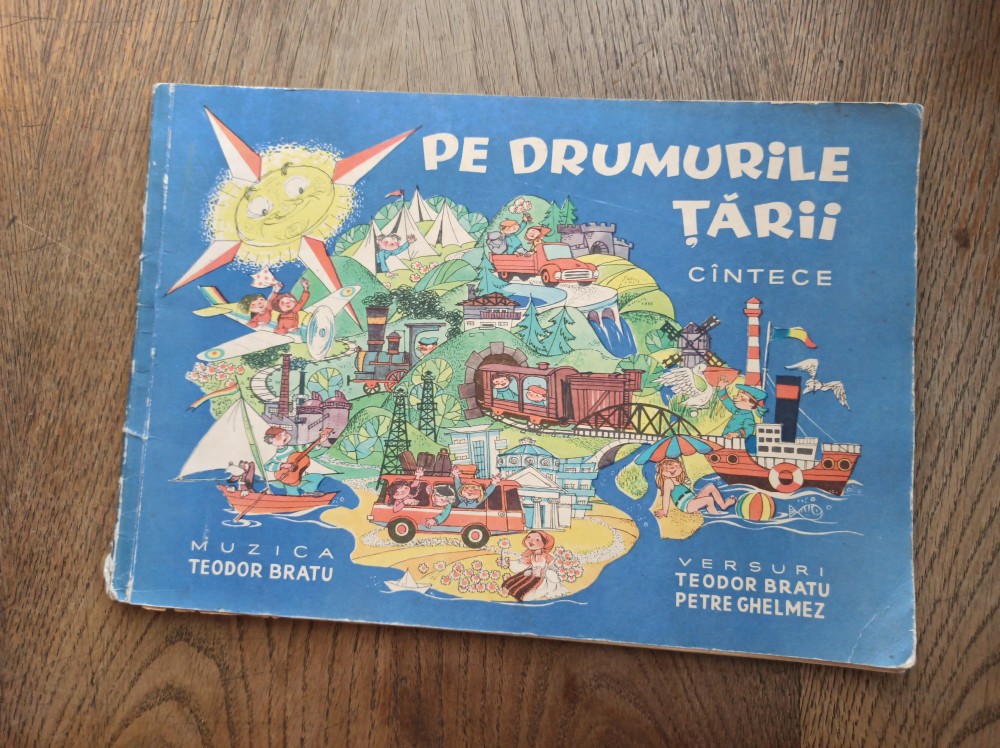 PE DRUMURiLE
ȚĂRii
CÎNTECE
MUZICA
TEODOR BRATU
VERSURI
TEODOR BRATU
PETRE GHELMEZ